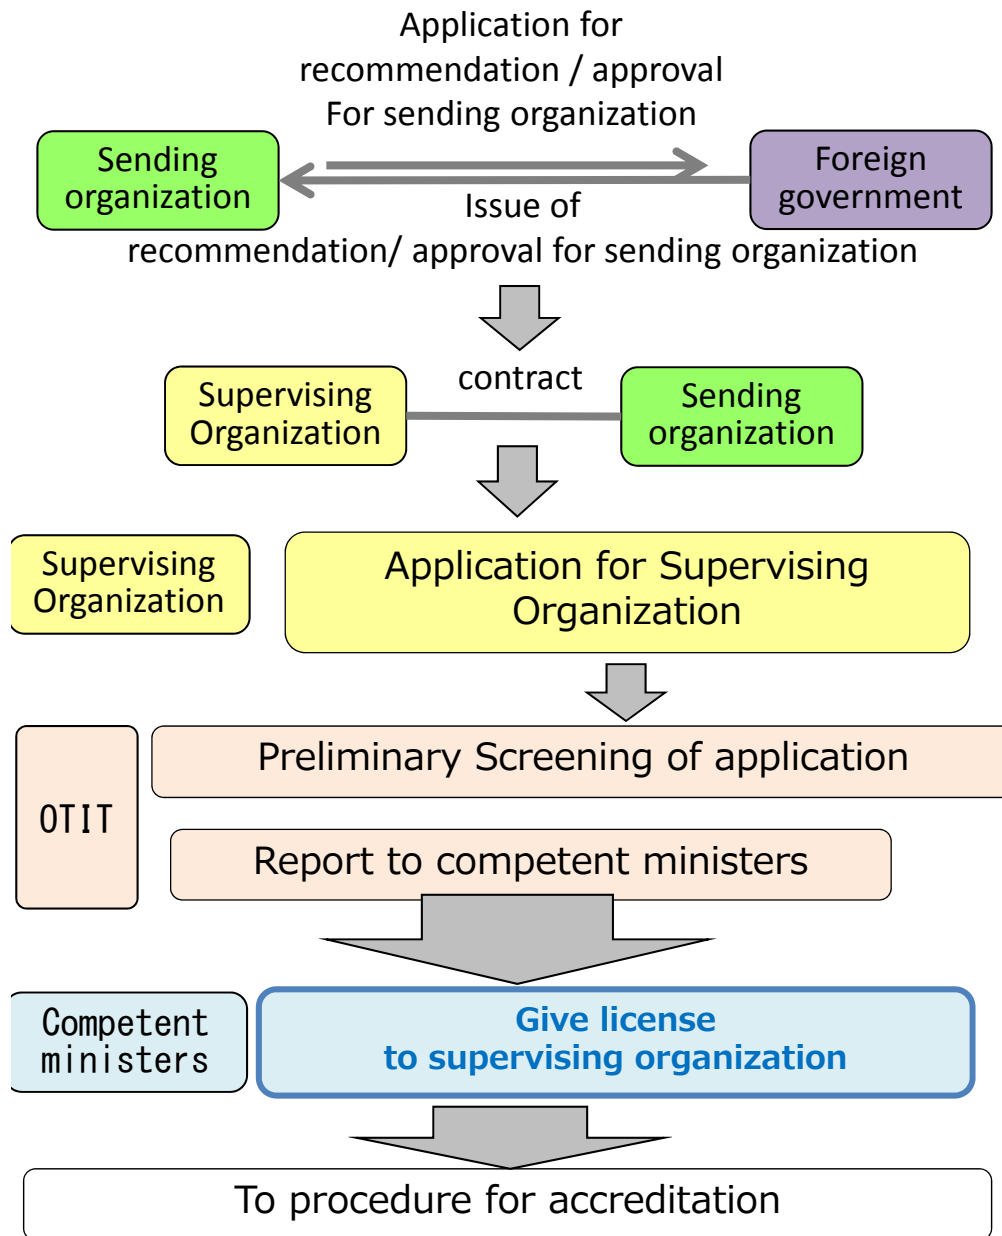 Application for
recommendation / approval
For sending organization
Sending
organization
Foreign
government
Issue of
recommendation/ approval for sending organization
contract
Supervising
Organization
Sending
organization
Supervising
Organization
Application for Supervising
Organization
OTIT
Preliminary Screening of application
Report to competent ministers
Competent
ministers
Give license
to supervising organization
To procedure for accreditation